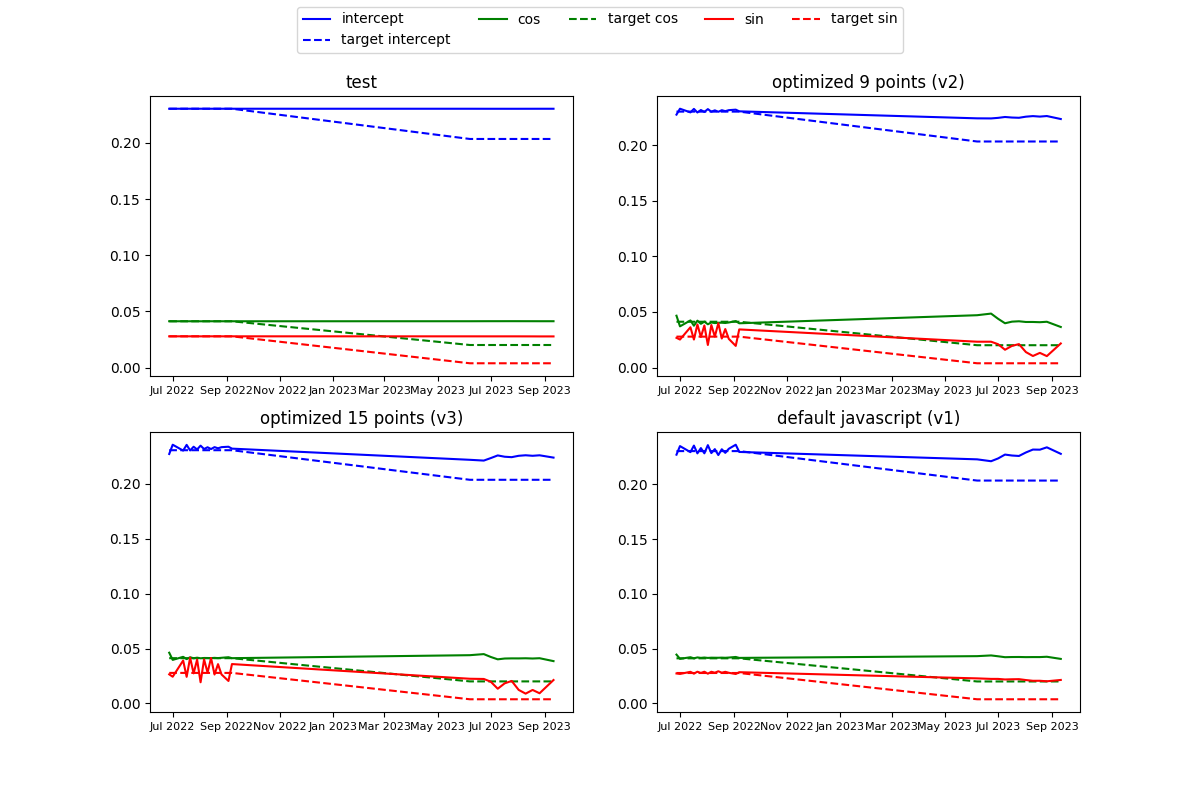 intercept cos target cos sin target sin
target intercept
test
0.20
0.15
0.10
0.05
0.00
Jul 2022 Sep 2022 Nov 2022 Jan 2023 Mar 2023 May 2023 Jul 2023 Sep 2023
optimized 9 points (v2)
0.20
0.15
0.10
0.05
0.00
Jul 2022 Sep 2022 Nov 2022 Jan 2023 Mar 2023 May 2023 Jul 2023 Sep 2023
optimized 15 points (v3)
0.20
0.15
0.10
0.05
0.00
Jul 2022 Sep 2022 Nov 2022 Jan 2023 Mar 2023 May 2023 Jul 2023 Sep 2023
default javascript (v1)
0.20
0.15
0.10
0.05
0.00
Jul 2022 Sep 2022 Nov 2022 Jan 2023 Mar 2023 May 2023 Jul 2023 Sep 2023